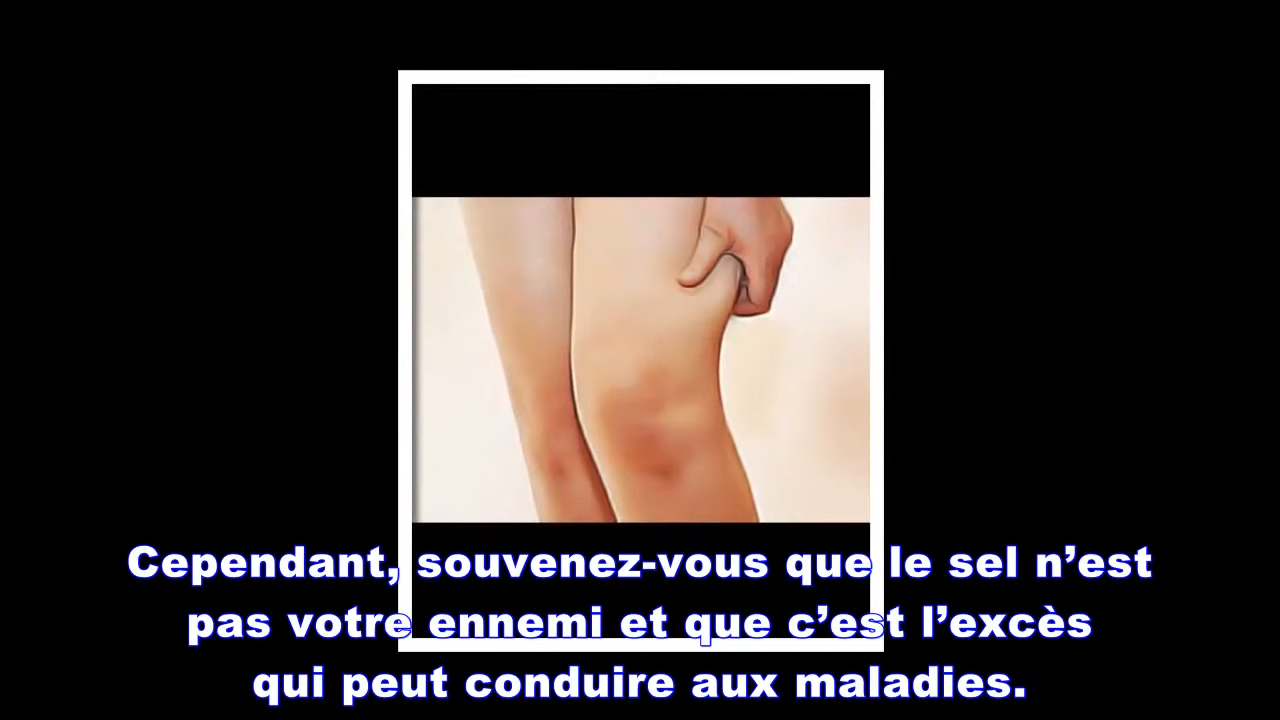 Cependant, souvenez-vous que le sel n’est
pas votre ennemi et que c’est l’excès
qui peut conduire aux maladies.